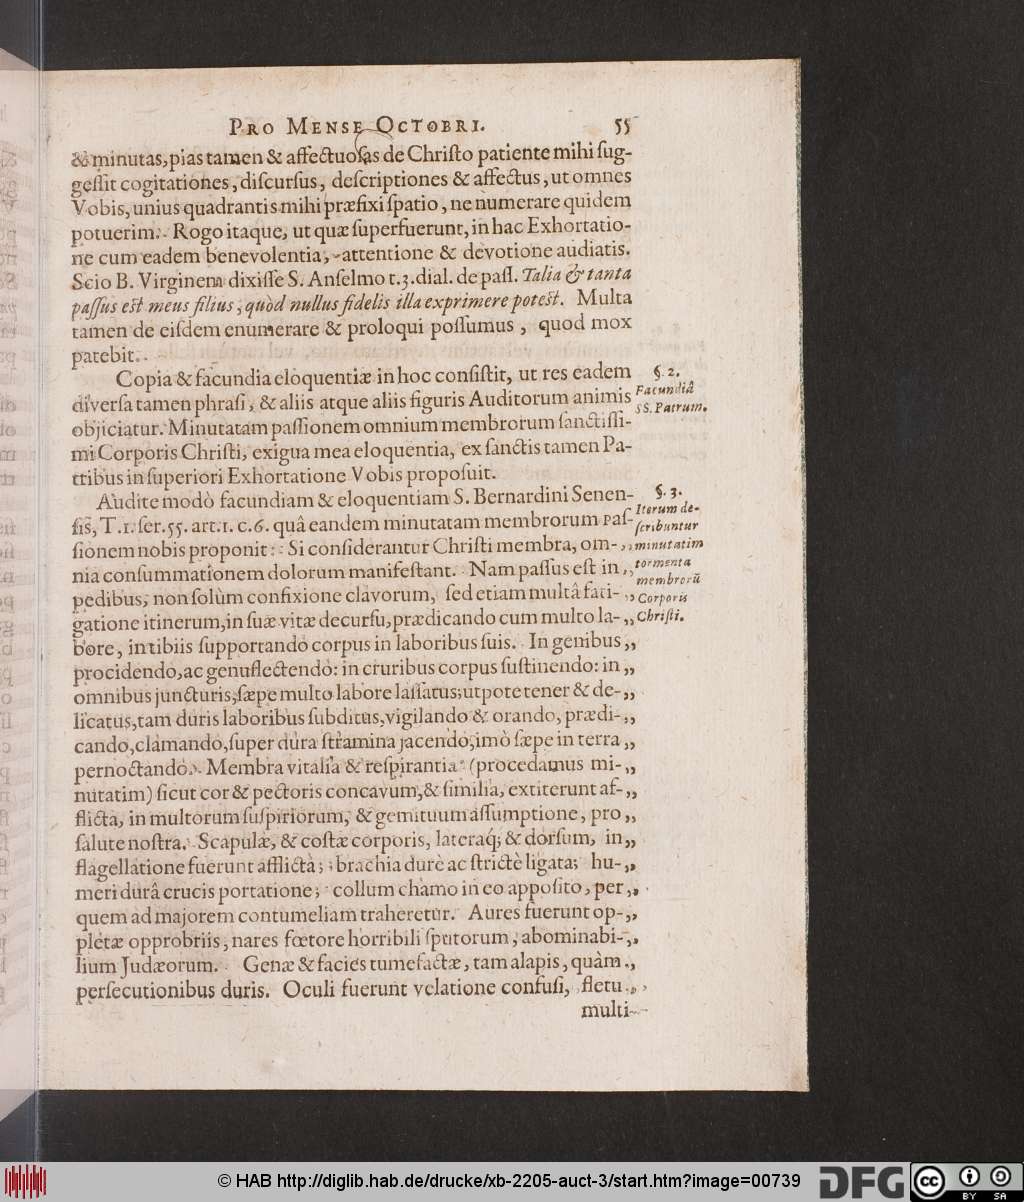 PRO MENSE OCTOBRI. 55
& minutas, pias tamen & affectuoſas de Chriſto patiente mihi ſug-
geſſit cogitationes, diſcurſus, deſcriptiones & affectus, ut omnes
Vobis, unius quadrantis mihi præfixi ſpatio, ne numerare quidem
potuerim. Rogo itaque, ut quæ ſuperfuerunt, in hac Exhortatio-
ne cum eadem benevolentia, attentione & devotione audiatis.
Scio B. Virginem dixiſſe S. Anſelmo t.3. dial. de paſſ. Talia & tanta
paſſus eſt meus filius, quòd nullus fidelis illa exprimere poteſt. Multa
tamen de eiſdem enumerare & proloqui poſſumus, quod mox
patebit.
Copia & facundia eloquentiæ in hoc conſiſtit, ut res eadem
diverſa tamen phraſi, & aliis atque aliis figuris Auditorum animis
objiciatur. Minutatam paſſionem omnium membrorum ſanctiſſi-
mi Corporis Chriſti, exigua mea eloquentia, ex ſanctis tamen Pa-
tribus in ſuperiori Exhortatione Vobis propoſuit.
§. 2.
Facundiâ
SS. Patrum.
Audite modò facundiam & eloquentiam S. Bernardini Senen-
ſis, T.1. ſer. 55. art. 1. c. 6. quâ eandem minutatam membrorum paſ-
ſionem nobis proponit: Si conſiderantur Chriſti membra, om- „
nia conſummationem dolorum manifeſtant. Nam paſſus eſt in „
pedibus, non ſolùm confixione clavorum, ſed etiam multâ fati- „
gatione itinerum, in ſuæ vitæ decurſu, prædicando cum multo la- „
bore, in tibiis ſupportando corpus in laboribus ſuis. In genibus „
procidendo, ac genuflectendo: in cruribus corpus ſuſtinendo: in „
omnibus juncturis, ſæpe multo labore laſſatus; utpote tener & de- „
licatus, tam duris laboribus ſubditus, vigilando & orando, prædi- „
cando, clamando, ſuper dura ſtramina jacendo, imò ſæpe in terra „
pernoctando. Membra vitalia & reſpirantia (procedamus mi- „
nutatim) ſicut cor & pectoris concavum, & ſimilia, extiterunt af- „
flicta, in multorum ſuſpiriorum, & gemituum aſſumptione, pro „
ſalute noſtra. Scapulæ, & coſtæ corporis, lateraq́; & dorſum, in „
flagellatione fuerunt afflicta; brachia durè ac ſtrictè ligata; hu- „
meri durâ crucis portatione; collum chamo in eo appoſito, per „
quem ad majorem contumeliam traheretur. Aures fuerunt op- „
pletæ opprobriis, nares fœtore horribili ſputorum, abominabi- „
lium Judæorum. Genæ & facies tumefactæ, tam alapis, quàm „
perſecutionibus duris. Oculi fuerunt velatione confuſi, fletu „
multi-
§. 3.
Iterum de-
ſcribuntur
minutatim
tormenta
membrorũ
Corporis
Chriſti.
© HAB http://diglib.hab.de/drucke/xb-2205-auct-3/start.htm?image=00739
DFG
cc
BY SA